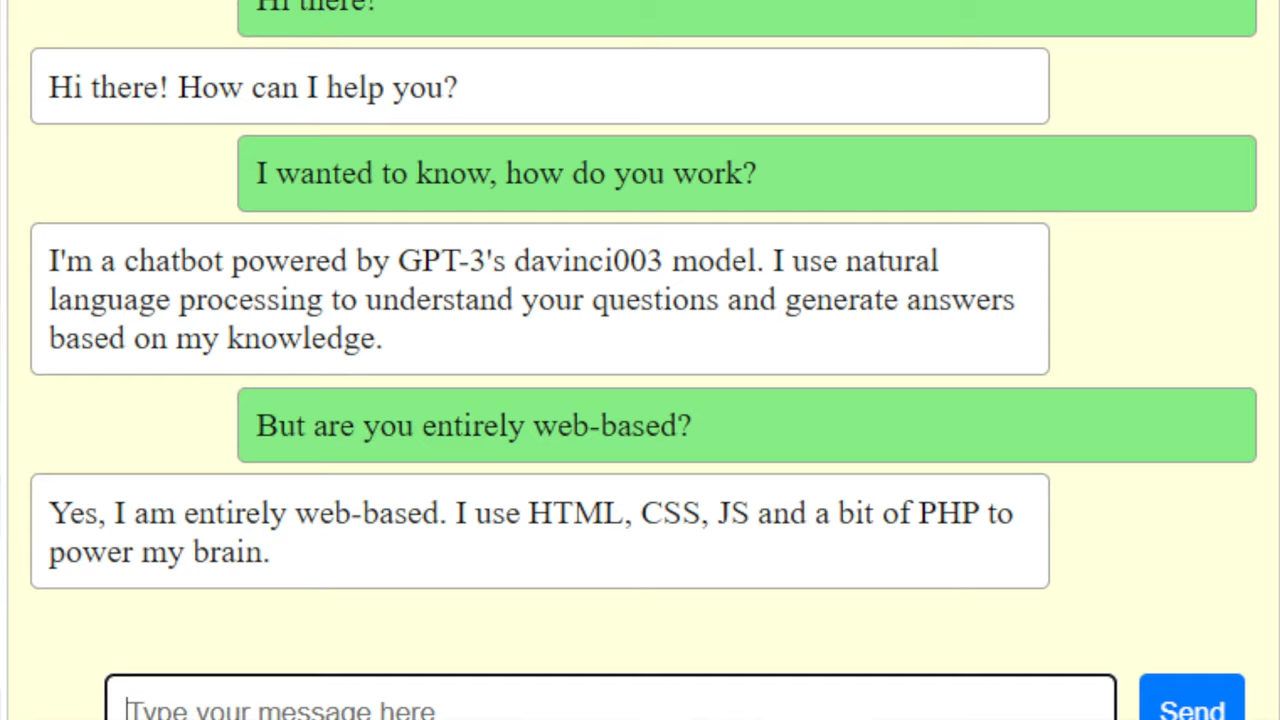 Hi there!
Hi there! How can I help you?
I wanted to know, how do you work?
I'm a chatbot powered by GPT-3's davinci003 model. I use natural
language processing to understand your questions and generate answers
based on my knowledge.
But are you entirely web-based?
Yes, I am entirely web-based. I use HTML, CSS, JS and a bit of PHP to
power my brain.
Type your message here
Send